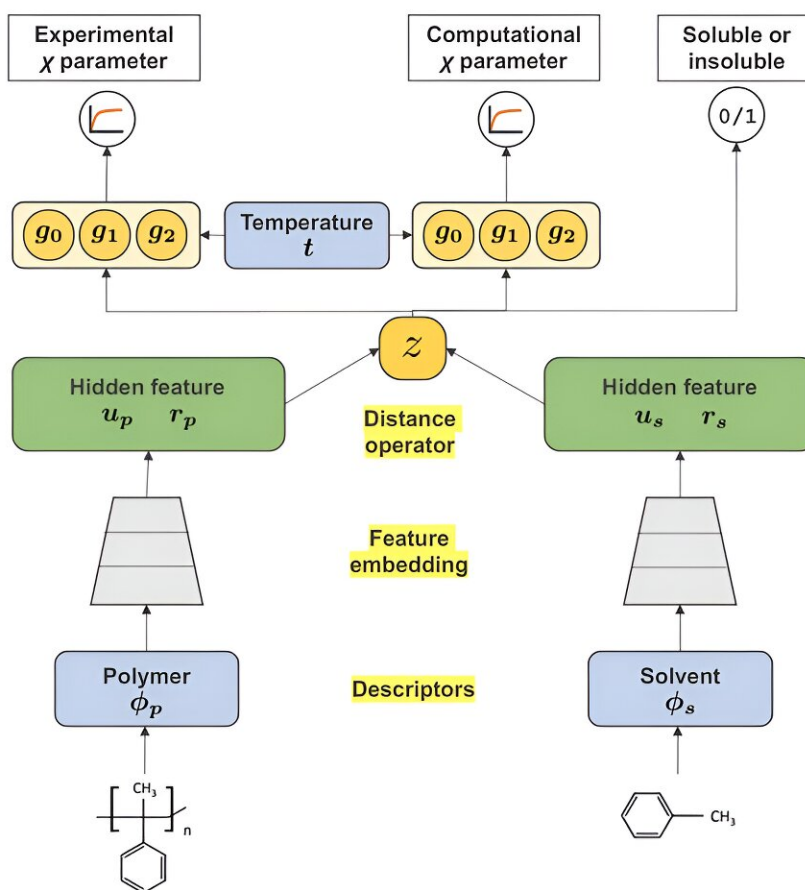 Experimental
χ parameter
Computational
χ parameter
Soluble or
insoluble
0/1
g₀ g₁ g₂
Temperature
t
g₀ g₁ g₂
z
Hidden feature
uₚ rₚ
Distance
operator
Hidden feature
uₛ rₛ
Feature
embedding
Polymer
ϕₚ
Descriptors
Solvent
ϕₛ
CH₃
n
CH₃